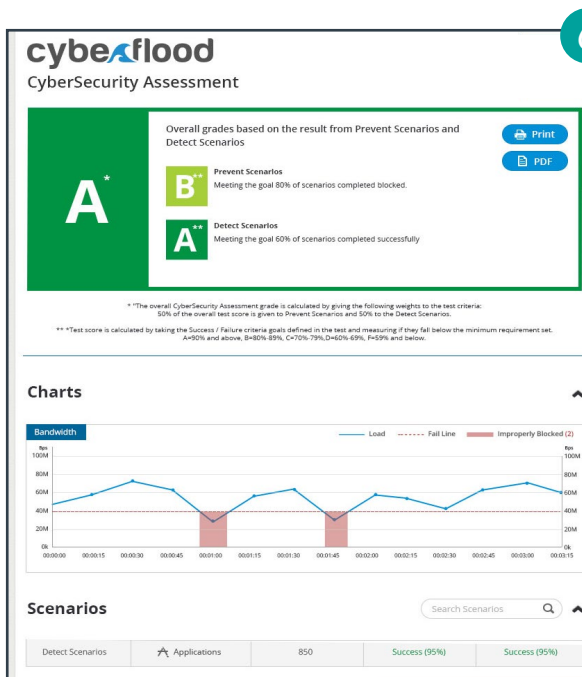 cyberflood
CyberSecurity Assessment
A*
Overall grades based on the result from Prevent Scenarios and
Detect Scenarios
Print
PDF
B**
Prevent Scenarios
Meeting the goal 80% of scenarios completed blocked.
A**
Detect Scenarios
Meeting the goal 60% of scenarios completed successfully
* "The overall CyberSecurity Assessment grade is calculated by giving the following weights to the test criteria:
50% of the overall test score is given to Prevent Scenarios and 50% to the Detect Scenarios.
** *Test score is calculated by taking the Success / Failure criteria goals defined in the test and measuring if they fall below the minimum requirement set.
A=90% and above, B=80%-89%, C=70%-79%,D=60%-69%, F=59% and below.
Charts
Bandwidth
Load Fail Line Improperly Blocked (2)
Bps Bps
100M 100M
80M 80M
60M 60M
40M 40M
20M 20M
0k 0k
00:00:00 00:00:15 00:00:30 00:00:45 00:01:00 00:01:15 00:01:30 00:01:45 00:02:00 00:02:15 00:02:30 00:02:45 00:03:00 00:03:15
Scenarios
Search Scenarios
Detect Scenarios Applications 850 Success (95%) Success (95%)